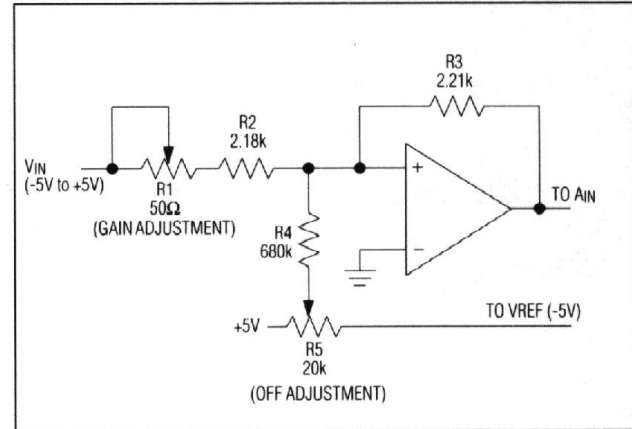 R3
2.21k
R2
2.18k
VIN
(-5V to +5V)
R1
50Ω
(GAIN ADJUSTMENT)
+
−
TO AIN
R4
680k
+5V
TO VREF (-5V)
R5
20k
(OFF ADJUSTMENT)